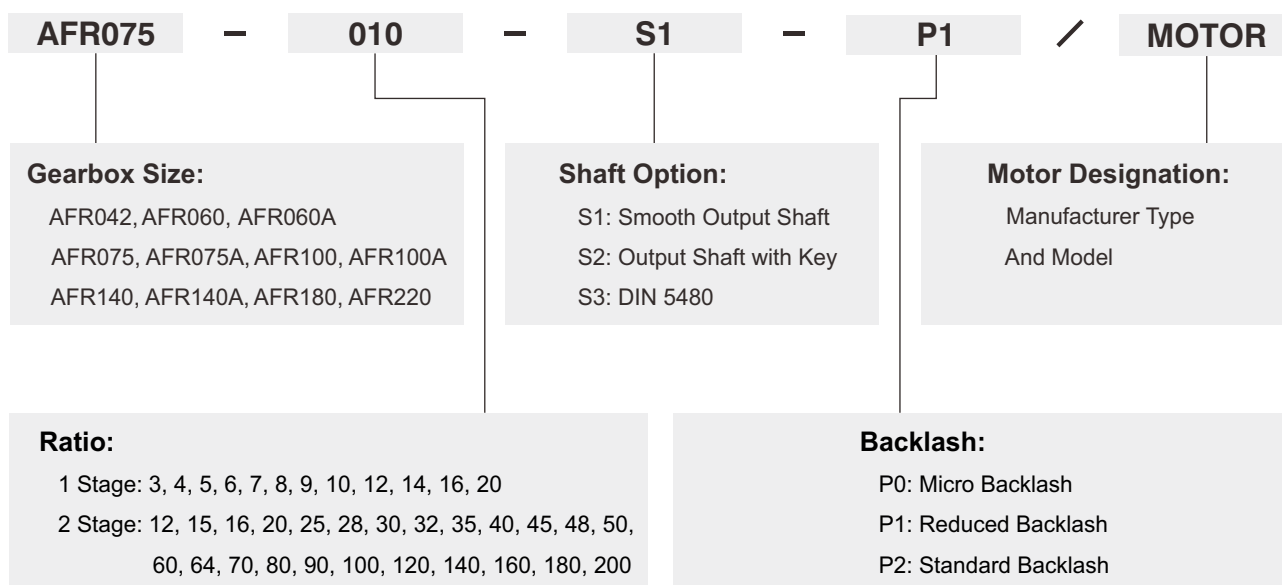 AFR075 – 010 – S1 – P1 / MOTOR
Gearbox Size:
AFR042, AFR060, AFR060A
AFR075, AFR075A, AFR100, AFR100A
AFR140, AFR140A, AFR180, AFR220
Shaft Option:
S1: Smooth Output Shaft
S2: Output Shaft with Key
S3: DIN 5480
Motor Designation:
Manufacturer Type
And Model
Ratio:
1 Stage: 3, 4, 5, 6, 7, 8, 9, 10, 12, 14, 16, 20
2 Stage: 12, 15, 16, 20, 25, 28, 30, 32, 35, 40, 45, 48, 50,
60, 64, 70, 80, 90, 100, 120, 140, 160, 180, 200
Backlash:
P0: Micro Backlash
P1: Reduced Backlash
P2: Standard Backlash